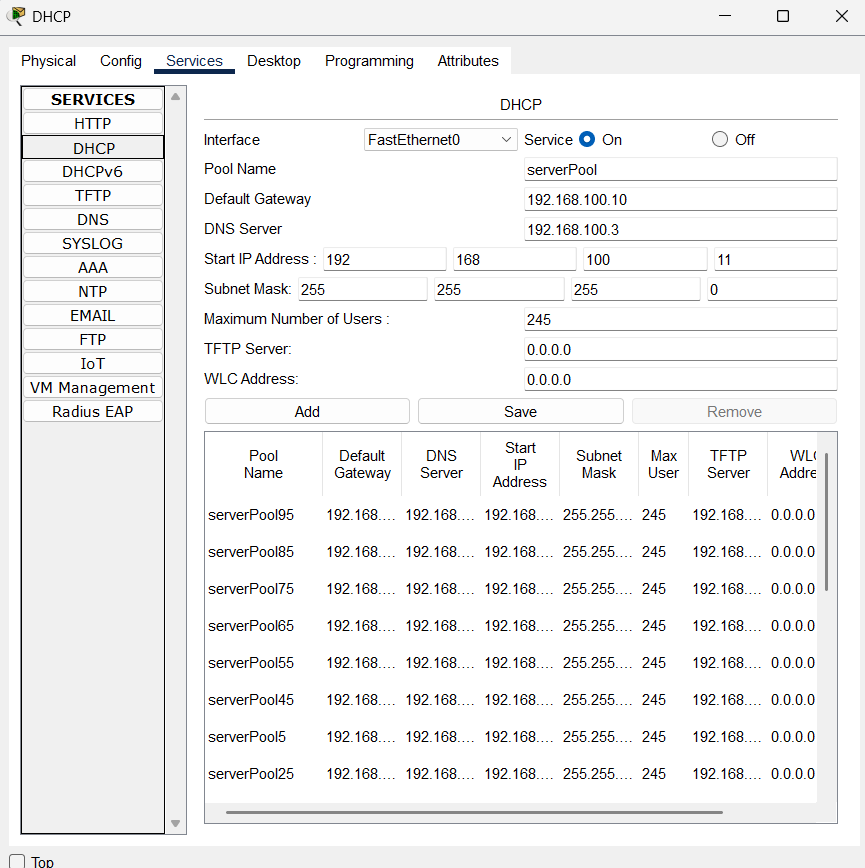 DHCP
Physical Config Services Desktop Programming Attributes
SERVICES
HTTP
DHCP
DHCPv6
TFTP
DNS
SYSLOG
AAA
NTP
EMAIL
FTP
IoT
VM Management
Radius EAP
DHCP
Interface FastEthernet0 Service On Off
Pool Name serverPool
Default Gateway 192.168.100.10
DNS Server 192.168.100.3
Start IP Address : 192 168 100 11
Subnet Mask: 255 255 255 0
Maximum Number of Users : 245
TFTP Server: 0.0.0.0
WLC Address: 0.0.0.0
Add Save Remove
Pool Name Default Gateway DNS Server Start IP Address Subnet Mask Max User TFTP Server WLC Addre
serverPool95 192.168.... 192.168.... 192.168.... 255.255.... 245 192.168.... 0.0.0.0
serverPool85 192.168.... 192.168.... 192.168.... 255.255.... 245 192.168.... 0.0.0.0
serverPool75 192.168.... 192.168.... 192.168.... 255.255.... 245 192.168.... 0.0.0.0
serverPool65 192.168.... 192.168.... 192.168.... 255.255.... 245 192.168.... 0.0.0.0
serverPool55 192.168.... 192.168.... 192.168.... 255.255.... 245 192.168.... 0.0.0.0
serverPool45 192.168.... 192.168.... 192.168.... 255.255.... 245 192.168.... 0.0.0.0
serverPool5 192.168.... 192.168.... 192.168.... 255.255.... 245 192.168.... 0.0.0.0
serverPool25 192.168.... 192.168.... 192.168.... 255.255.... 245 192.168.... 0.0.0.0
Top